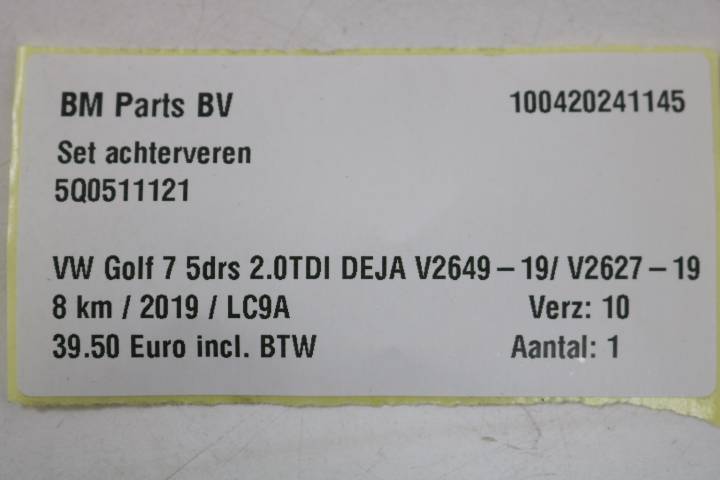 BM Parts BV 100420241145
Set achterveren
5Q0511121
VW Golf 7 5drs 2.0TDI DEJA V2649 - 19/ V2627 - 19
8 km / 2019 / LC9A Verz: 10
39.50 Euro incl. BTW Aantal: 1